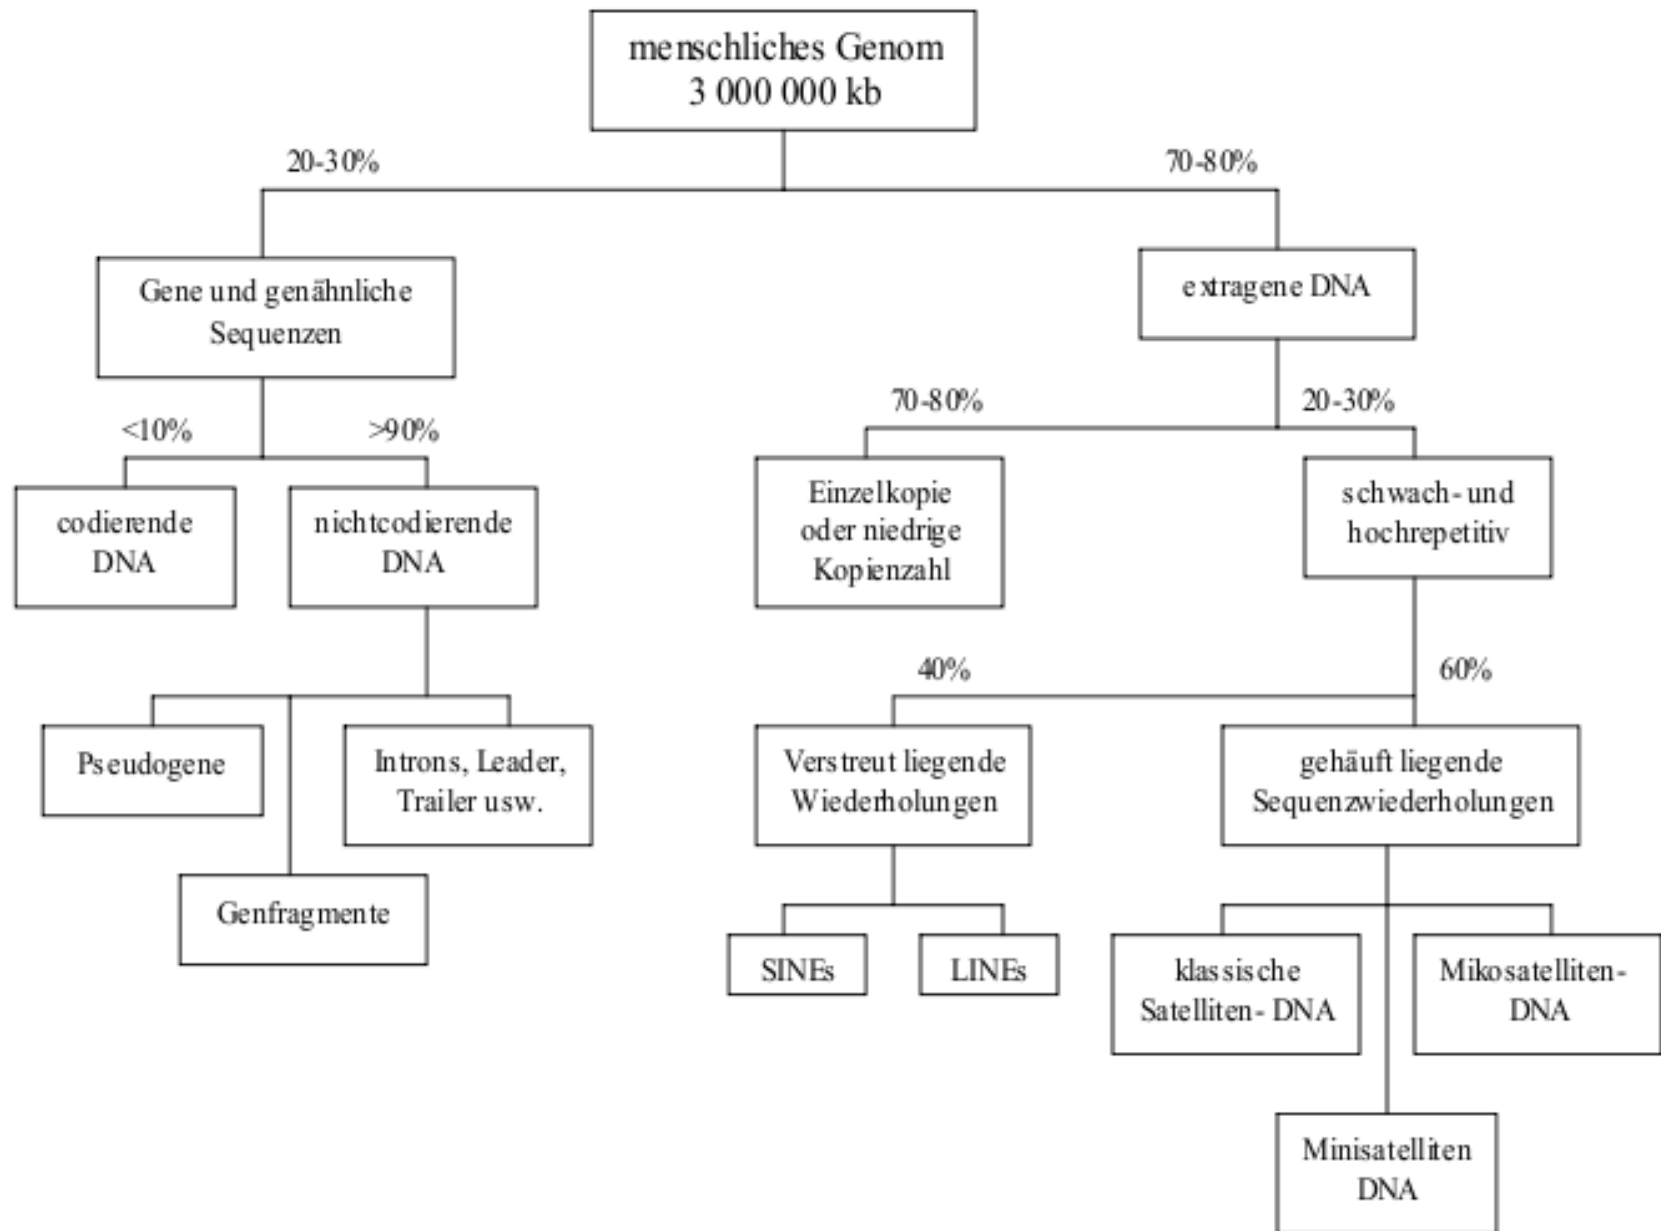 menschliches Genom
3 000 000 kb
20-30%
70-80%
Gene und genähnliche
Sequenzen
extragene DNA
<10%
>90%
70-80%
20-30%
codierende
DNA
nichtcodierende
DNA
Einzelkopie
oder niedrige
Kopienzahl
schwach- und
hochrepetitiv
40%
60%
Pseudogene
Introns, Leader,
Trailer usw.
Verstreut liegende
Wiederholungen
gehäuft liegende
Sequenzwiederholungen
Genfragmente
SINEs
LINEs
klassische
Satelliten- DNA
Mikosatelliten-
DNA
Minisatelliten
DNA